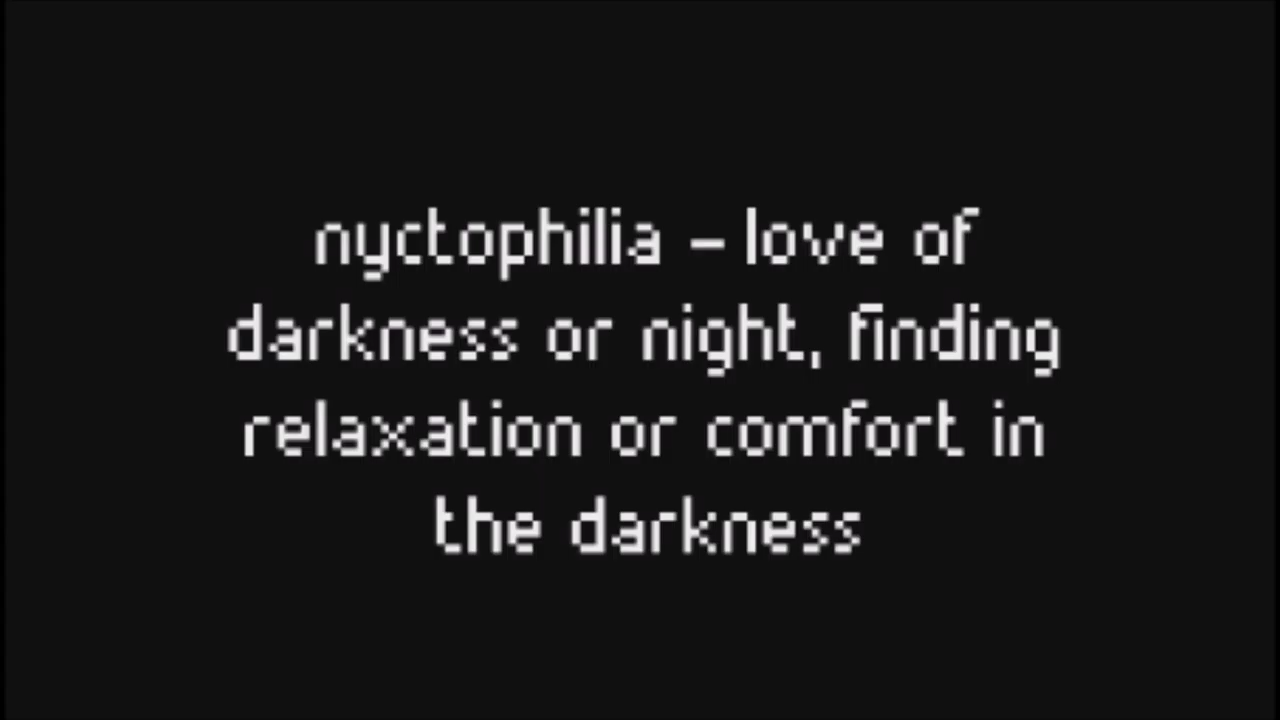 nyctophilia – love of
darkness or night, finding
relaxation or comfort in
the darkness